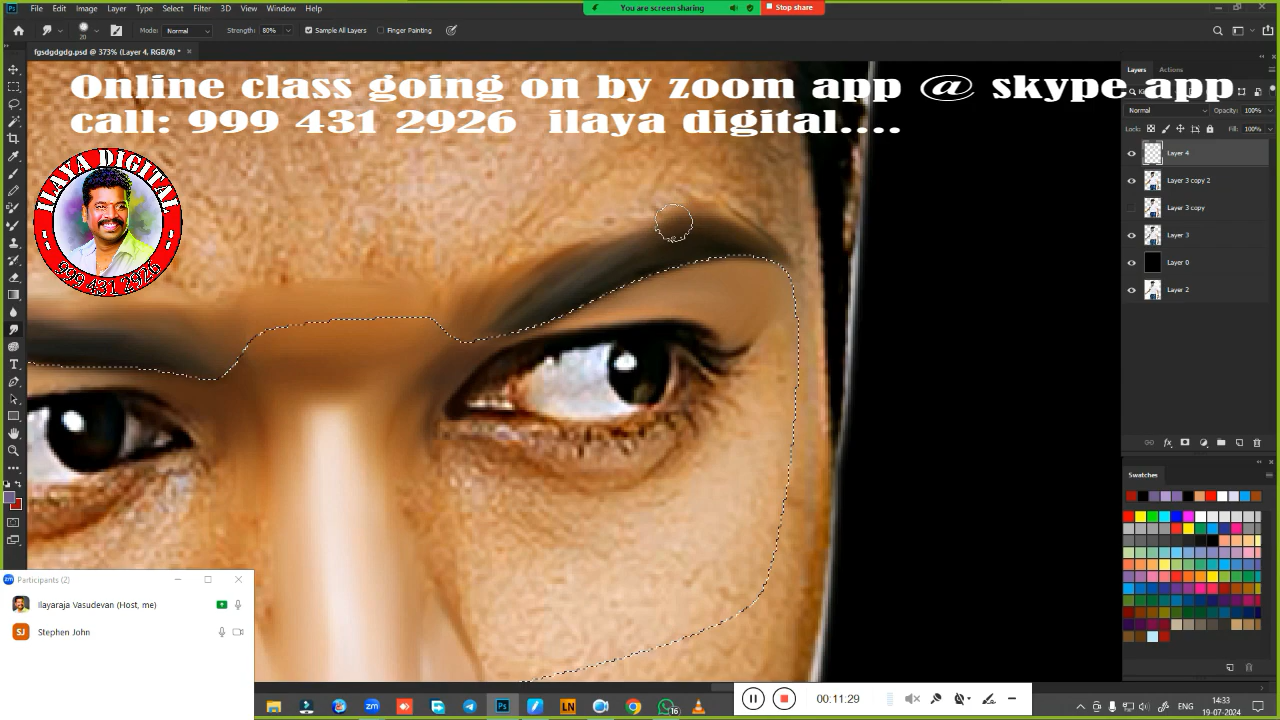 File Edit Image Layer Type Select Filter 3D View Window Help
You are screen sharing
Stop share
20
Mode: Normal
Strength: 80%
Sample All Layers
Finger Painting
fgsdgdgdg.psd @ 373% (Layer 4, RGB/8) *
Online class going on by zoom app @ skype app
call: 999 431 2926 ilaya digital....
ILAYA DIGITAL
999 431 2926
Layers Actions
Normal
Opacity: 100%
Lock:
Fill: 100%
Layer 4
Layer 3 copy 2
Layer 3 copy
Layer 3
Layer 0
Layer 2
Swatches
Participants (2)
Ilayaraja Vasudevan (Host, me)
SJ Stephen John
00:11:29
ENG
14:33
19-07-2024